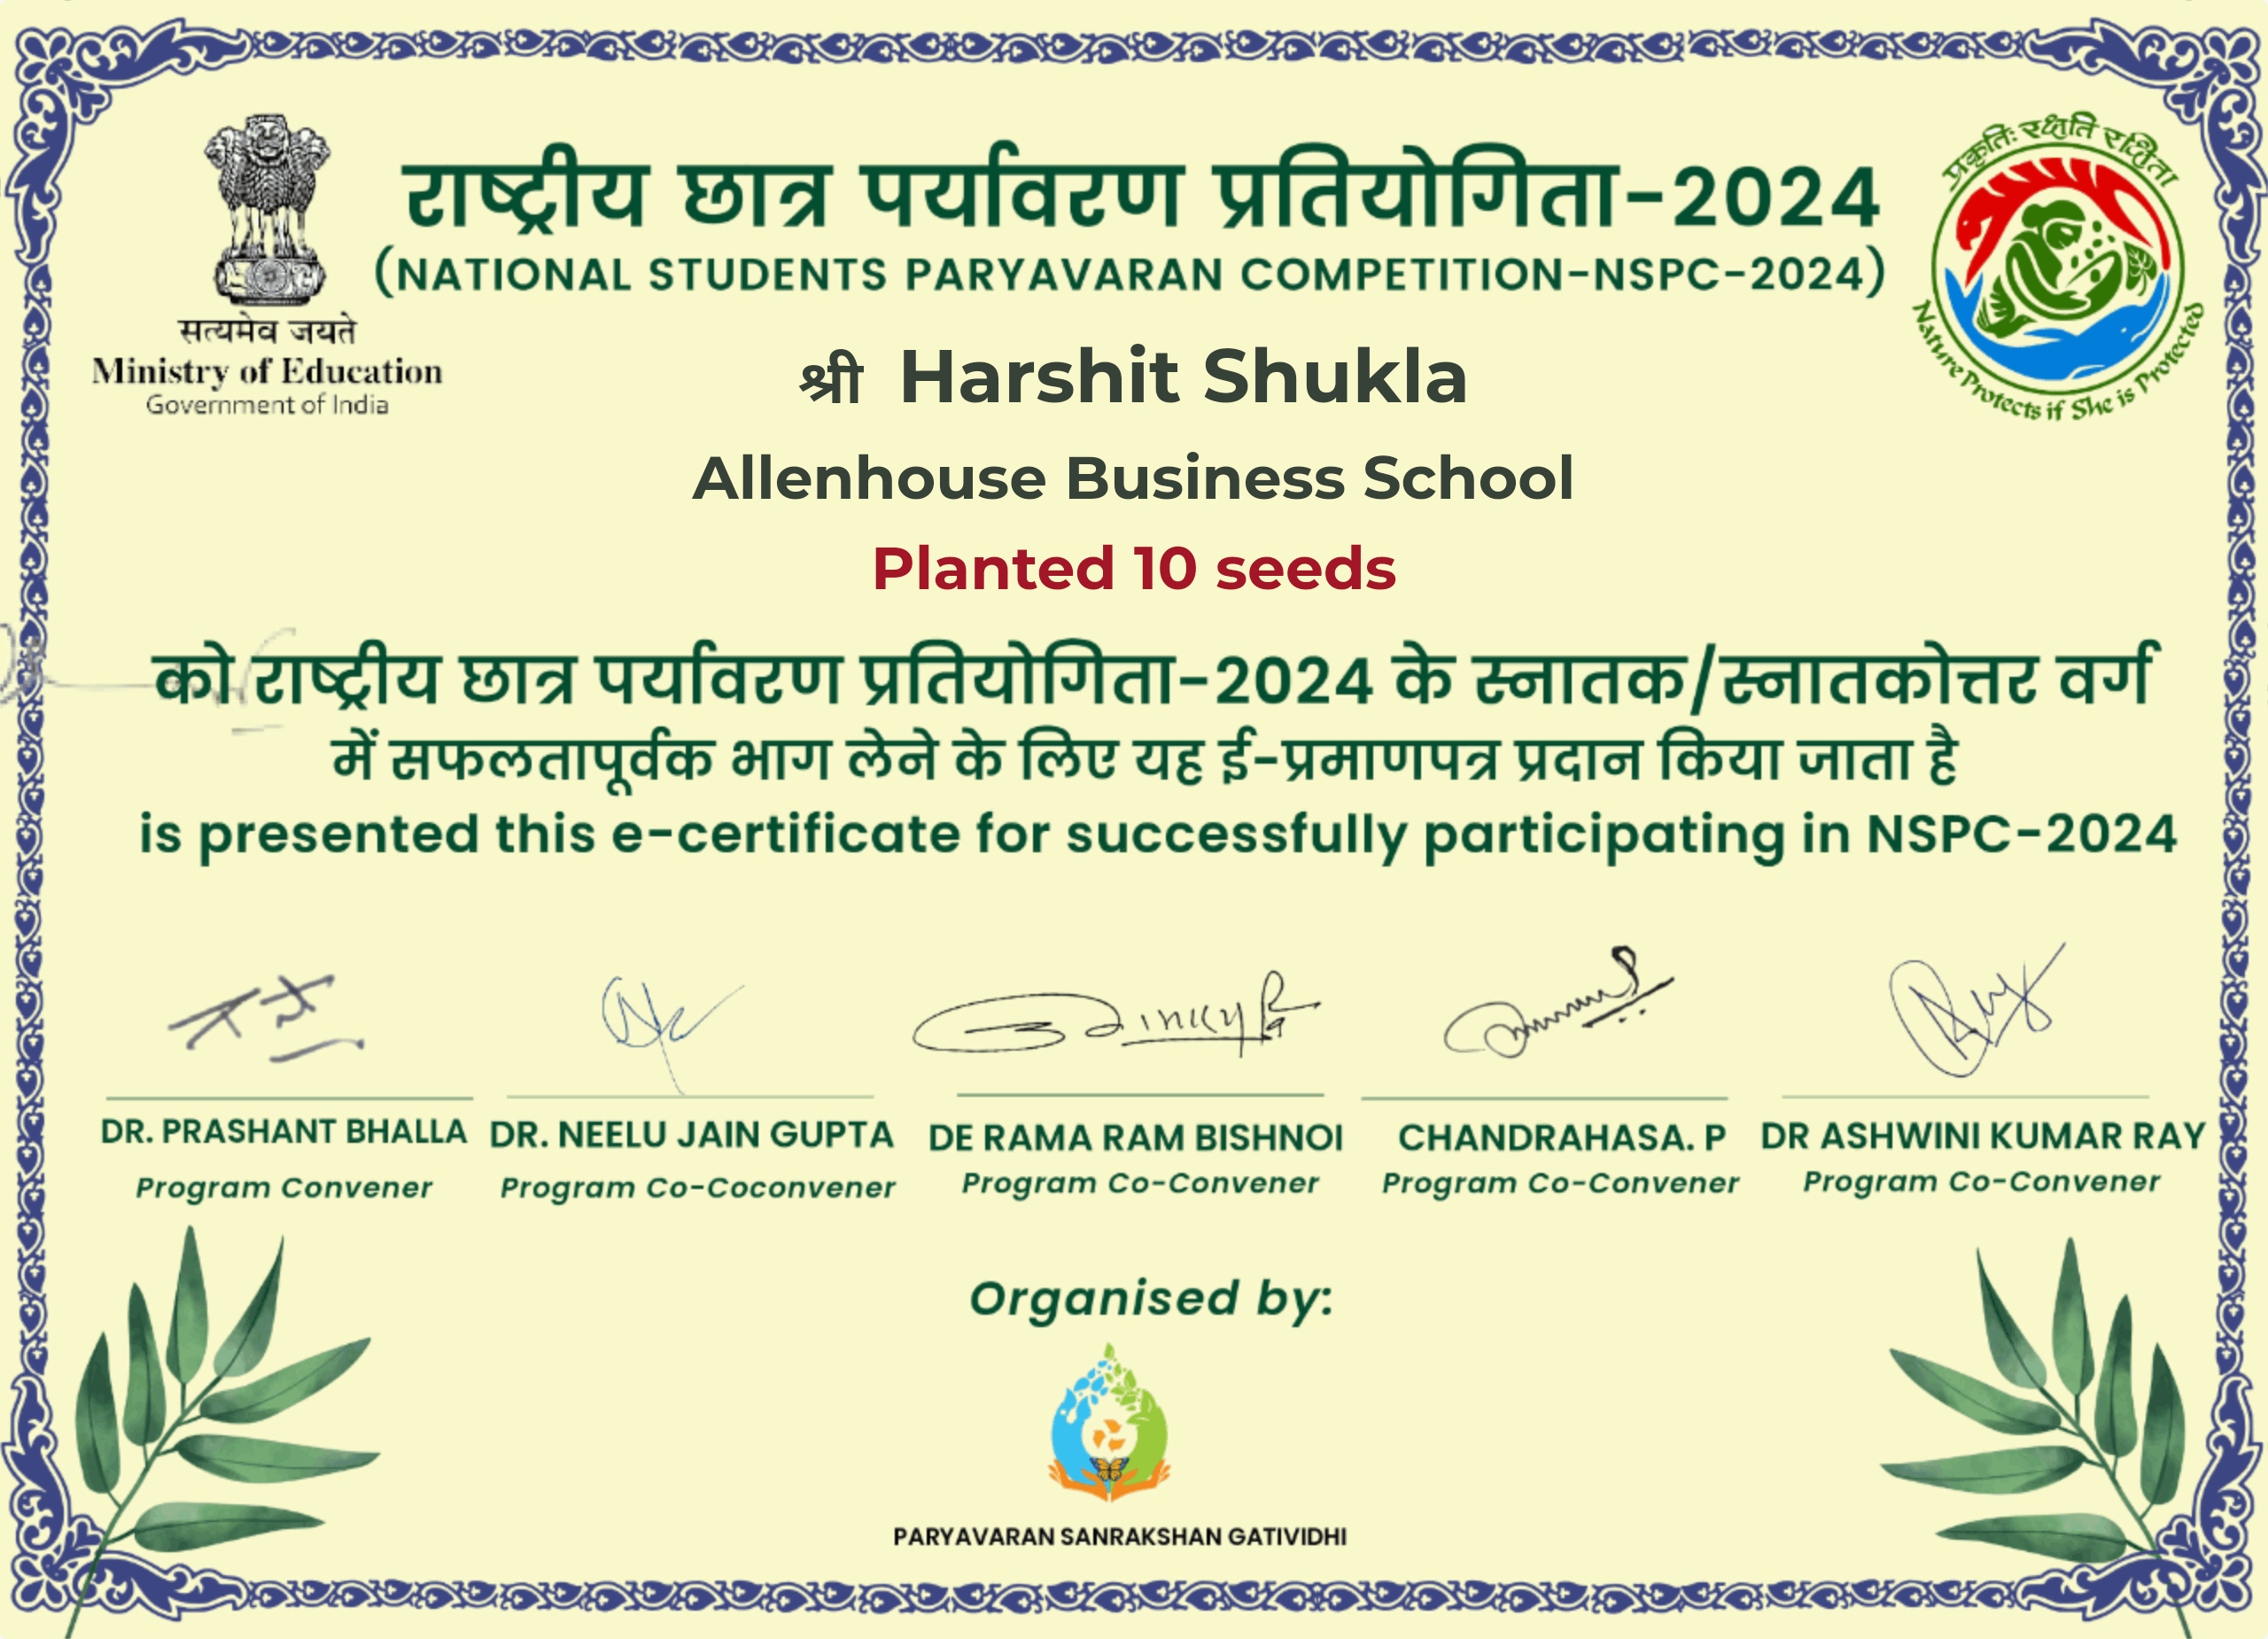 राष्ट्रीय छात्र पर्यावरण प्रतियोगिता-2024
(NATIONAL STUDENTS PARYAVARAN COMPETITION-NSPC-2024)
सत्यमेव जयते
Ministry of Education
Government of India
प्रकृतिः रक्षति रक्षिता
Nature Protects if She is Protected
श्री Harshit Shukla
Allenhouse Business School
Planted 10 seeds
को राष्ट्रीय छात्र पर्यावरण प्रतियोगिता-2024 के स्नातक/स्नातकोत्तर वर्ग
में सफलतापूर्वक भाग लेने के लिए यह ई-प्रमाणपत्र प्रदान किया जाता है
is presented this e-certificate for successfully participating in NSPC-2024
DR. PRASHANT BHALLA
Program Convener
DR. NEELU JAIN GUPTA
Program Co-Coconvener
DE RAMA RAM BISHNOI
Program Co-Convener
CHANDRAHASA. P
Program Co-Convener
DR ASHWINI KUMAR RAY
Program Co-Convener
Organised by:
PARYAVARAN SANRAKSHAN GATIVIDHI